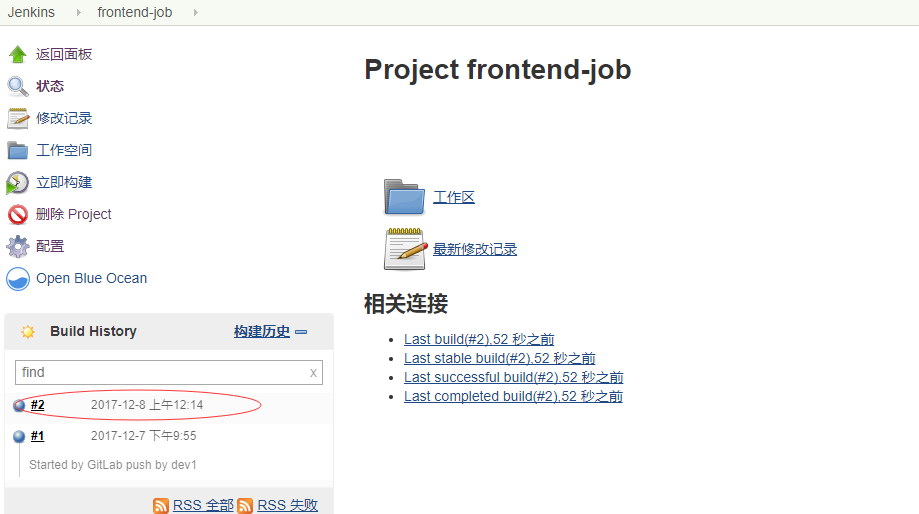 Jenkins frontend-job
返回面板
状态
修改记录
工作空间
立即构建
删除 Project
配置
Open Blue Ocean
Build History 构建历史
find x
#2 2017-12-8 上午12:14
#1 2017-12-7 下午9:55
Started by GitLab push by dev1
RSS 全部 RSS 失败
Project frontend-job
工作区
最新修改记录
相关连接
Last build(#2),52 秒之前
Last stable build(#2),52 秒之前
Last successful build(#2),52 秒之前
Last completed build(#2),52 秒之前